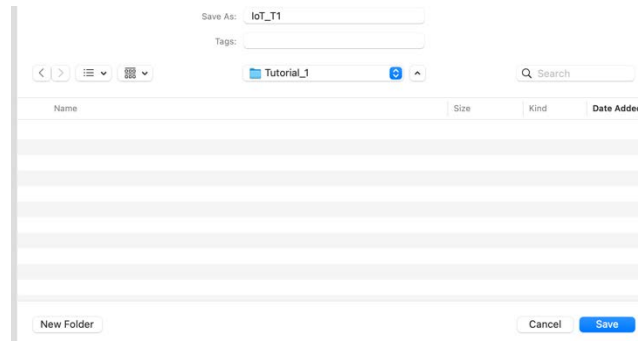 Save As: IoT_T1
Tags:
Tutorial_1 Search
Name Size Kind Date Added
New Folder Cancel Save